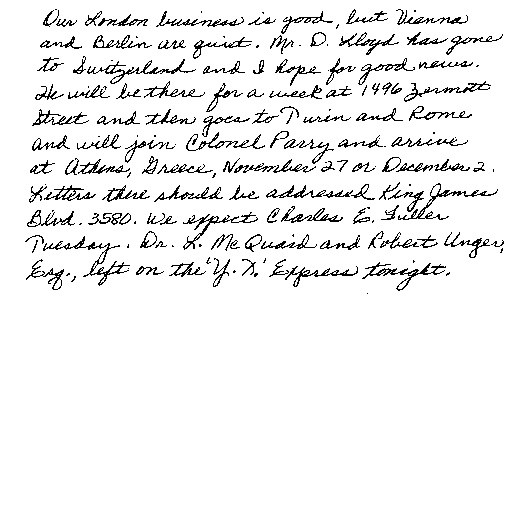 Our London business is good, but Vienna
and Berlin are quiet. Mr. D. Lloyd has gone
to Switzerland and I hope for good news.
He will be there for a week at 1496 Zermott
Street and then goes to Turin and Rome
and will join Colonel Parry and arrive
at Athens, Greece, November 27 or December 2.
Letters there should be addressed King James
Blvd. 3580. We expect Charles E. Fuller
Tuesday. Dr. L. McQuaid and Robert Unger,
Esq., left on the 'Y. X.' Express tonight.